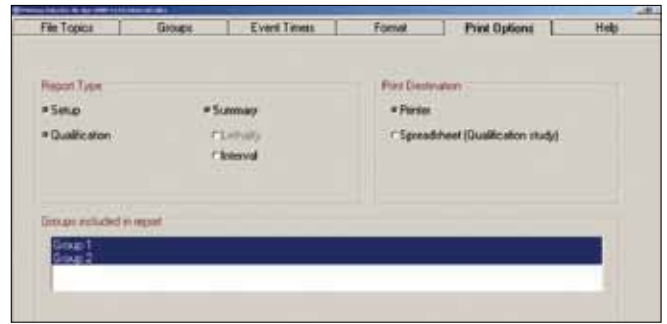 File Topics Groups Event Timers Format Print Options Help
Report Type
Setup
Qualification
Summary
Lethality
Interval
Print Destination
Printer
Spreadsheet (Qualification study)
Groups included in report
Group 1
Group 2